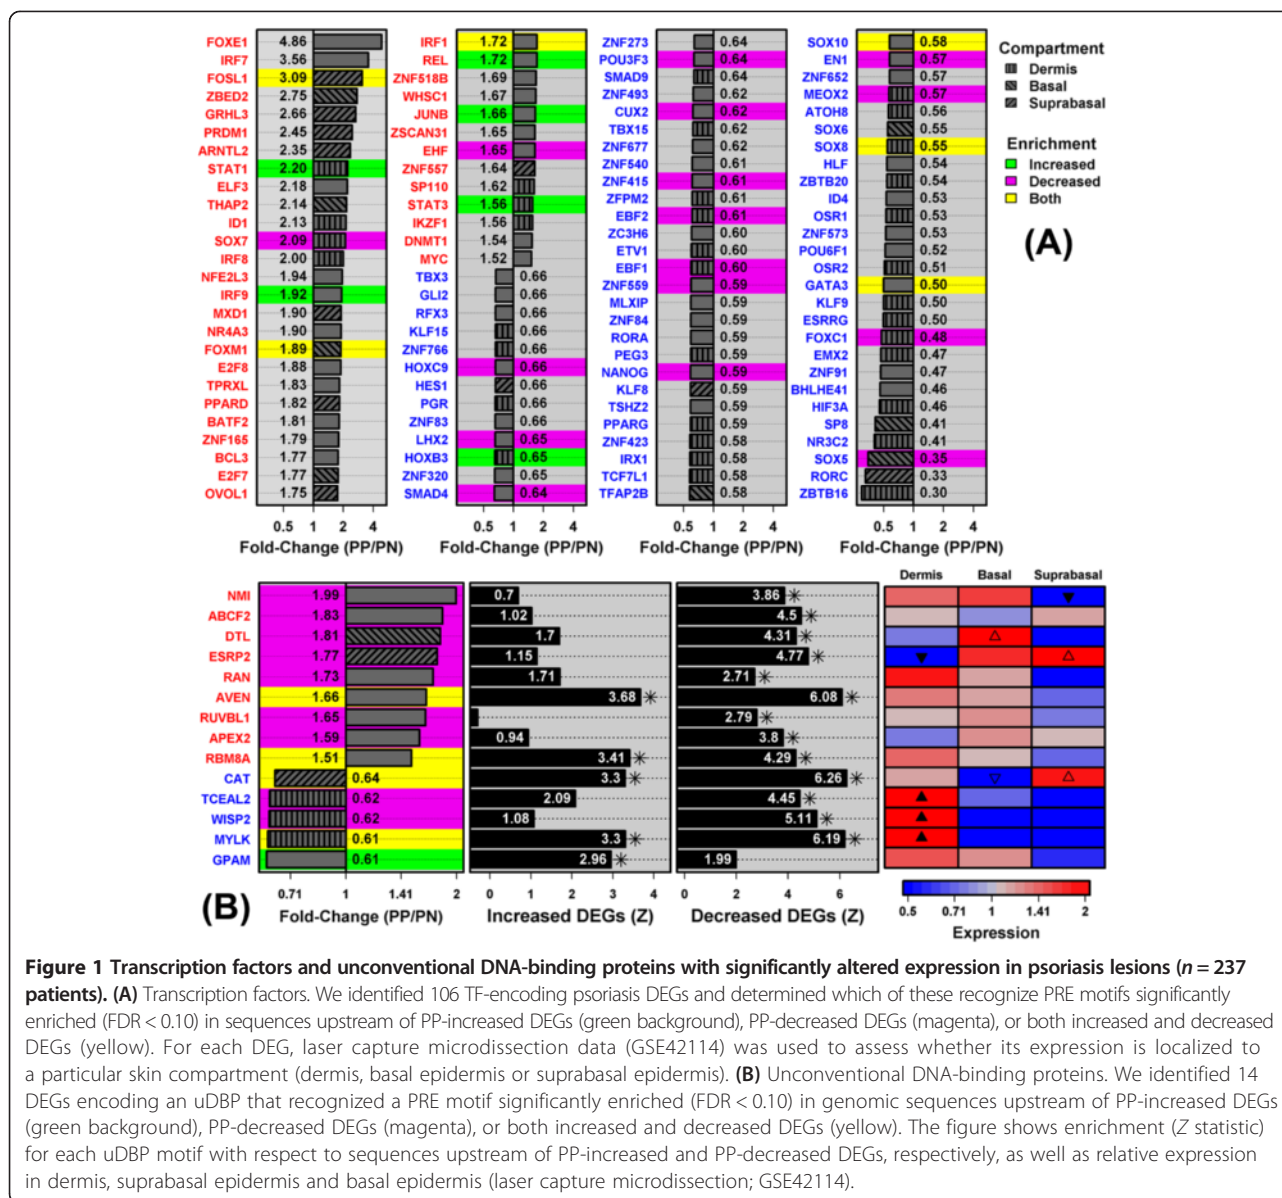 FOXE1 4.86
IRF7 3.56
FOSL1 3.09
ZBED2 2.75
GRHL3 2.66
PRDM1 2.45
ARNTL2 2.35
STAT1 2.20
ELF3 2.18
THAP2 2.14
ID1 2.13
SOX7 2.09
IRF8 2.00
NFE2L3 1.94
IRF9 1.92
MXD1 1.90
NR4A3 1.90
FOXM1 1.89
E2F8 1.88
TPRXL 1.83
PPARD 1.82
BATF2 1.81
ZNF165 1.79
BCL3 1.77
E2F7 1.77
OVOL1 1.75
0.5 1 2 4
Fold-Change (PP/PN)
IRF1 1.72
REL 1.72
ZNF518B 1.69
WHSC1 1.67
JUNB 1.66
ZSCAN31 1.65
EHF 1.65
ZNF557 1.64
SP110 1.62
STAT3 1.56
IKZF1 1.56
DNMT1 1.54
MYC 1.52
TBX3 0.66
GLI2 0.66
RFX3 0.66
KLF15 0.66
ZNF766 0.66
HOXC9 0.66
HES1 0.66
PGR 0.66
ZNF83 0.66
LHX2 0.65
HOXB3 0.65
ZNF320 0.65
SMAD4 0.64
0.5 1 2 4
Fold-Change (PP/PN)
ZNF273 0.64
POU3F3 0.64
SMAD9 0.64
ZNF493 0.62
CUX2 0.62
TBX15 0.62
ZNF677 0.62
ZNF540 0.61
ZNF415 0.61
ZFPM2 0.61
EBF2 0.61
ZC3H6 0.60
ETV1 0.60
EBF1 0.60
ZNF559 0.59
MLXIP 0.59
ZNF84 0.59
RORA 0.59
PEG3 0.59
NANOG 0.59
KLF8 0.59
TSHZ2 0.59
PPARG 0.59
ZNF423 0.58
IRX1 0.58
TCF7L1 0.58
TFAP2B 0.58
0.5 1 2 4
Fold-Change (PP/PN)
SOX10 0.58
EN1 0.57
ZNF652 0.57
MEOX2 0.57
ATOH8 0.56
SOX6 0.55
SOX8 0.55
HLF 0.54
ZBTB20 0.54
ID4 0.53
OSR1 0.53
ZNF573 0.53
POU6F1 0.52
OSR2 0.51
GATA3 0.50
KLF9 0.50
ESRRG 0.50
FOXC1 0.48
EMX2 0.47
ZNF91 0.47
BHLHE41 0.46
HIF3A 0.46
SP8 0.41
NR3C2 0.41
SOX5 0.35
RORC 0.33
ZBTB16 0.30
0.5 1 2 4
Fold-Change (PP/PN)
Compartment
Dermis
Basal
Suprabasal
Enrichment
Increased
Decreased
Both
(A)
Dermis Basal Suprabasal
NMI 1.99 0.7 3.86
ABCF2 1.83 1.02 4.5
DTL 1.81 1.7 4.31
ESRP2 1.77 1.15 4.77
RAN 1.73 1.71 2.71
AVEN 1.66 3.68 6.08
RUVBL1 1.65 2.79
APEX2 1.59 0.94 3.8
RBM8A 1.51 3.41 4.29
CAT 0.64 3.3 6.26
TCEAL2 0.62 2.09 4.45
WISP2 0.62 1.08 5.11
MYLK 0.61 3.3 6.19
GPAM 0.61 2.96 1.99
(B)
0.71 1 1.41 2
Fold-Change (PP/PN)
0 1 2 3 4
Increased DEGs (Z)
0 2 4 6
Decreased DEGs (Z)
0.5 0.71 1 1.41 2
Expression
Figure 1 Transcription factors and unconventional DNA-binding proteins with significantly altered expression in psoriasis lesions (n = 237
patients). (A) Transcription factors. We identified 106 TF-encoding psoriasis DEGs and determined which of these recognize PRE motifs significantly
enriched (FDR < 0.10) in sequences upstream of PP-increased DEGs (green background), PP-decreased DEGs (magenta), or both increased and decreased
DEGs (yellow). For each DEG, laser capture microdissection data (GSE42114) was used to assess whether its expression is localized to
a particular skin compartment (dermis, basal epidermis or suprabasal epidermis). (B) Unconventional DNA-binding proteins. We identified 14
DEGs encoding an uDBP that recognized a PRE motif significantly enriched (FDR < 0.10) in genomic sequences upstream of PP-increased DEGs
(green background), PP-decreased DEGs (magenta), or both increased and decreased DEGs (yellow). The figure shows enrichment (Z statistic)
for each uDBP motif with respect to sequences upstream of PP-increased and PP-decreased DEGs, respectively, as well as relative expression
in dermis, suprabasal epidermis and basal epidermis (laser capture microdissection; GSE42114).